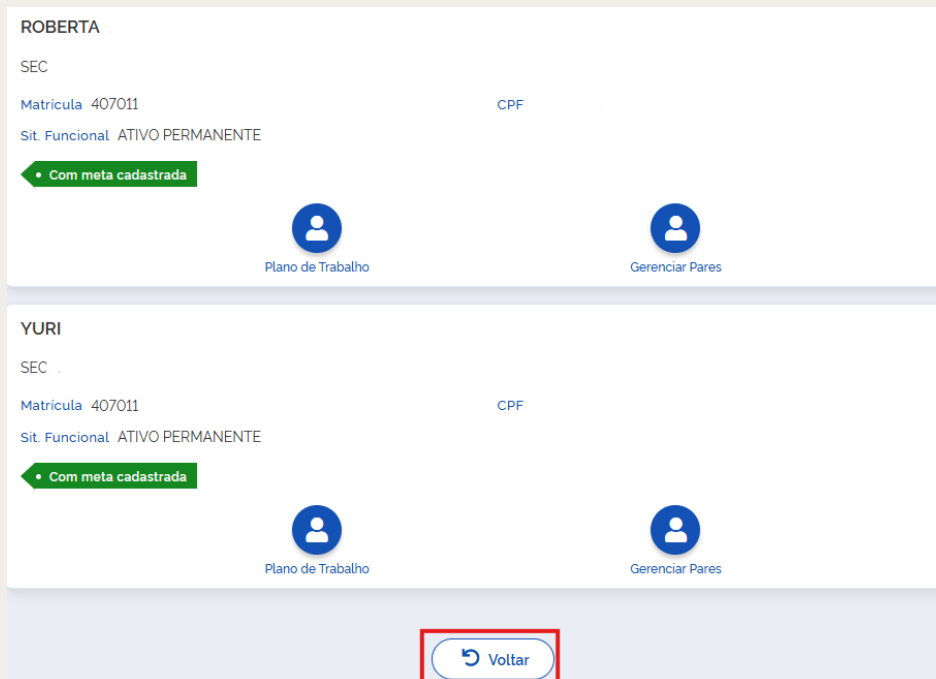 ROBERTA
SEC
Matrícula 407011 CPF
Sit. Funcional ATIVO PERMANENTE
Com meta cadastrada
Plano de Trabalho Gerenciar Pares
YURI
SEC
Matrícula 407011 CPF
Sit. Funcional ATIVO PERMANENTE
Com meta cadastrada
Plano de Trabalho Gerenciar Pares
Voltar